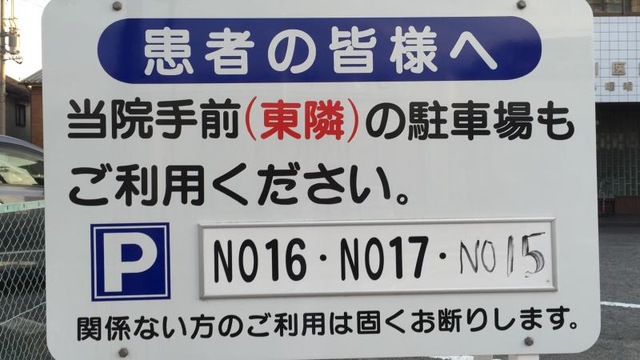 患者の皆様へ
当院手前(東隣)の駐車場も
ご利用ください。
P NO16・NO17・NO15
関係ない方のご利用は固くお断りします。